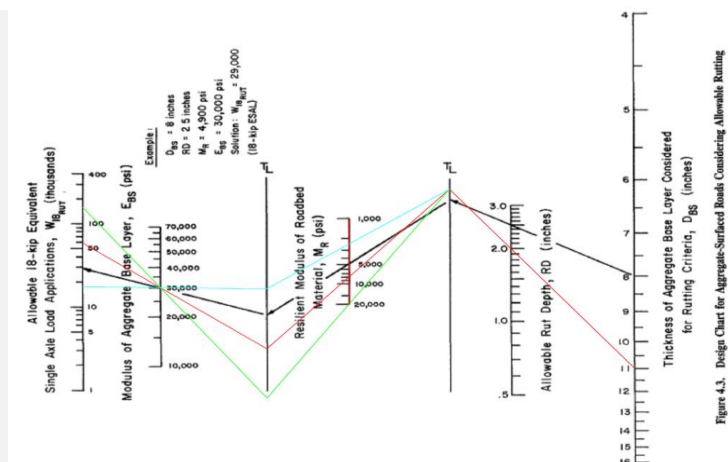 Allowable 18-kip Equivalent
Single Axle Load Applications, W18RUT (thousands)
400
100
50
10
5
1
Modulus of Aggregate Base Layer, EBS (psi)
70,000
60,000
50,000
40,000
30,000
20,000
10,000
Example:
DBS = 8 inches
RD = 2.5 inches
MR = 4,900 psi
EBS = 30,000 psi
Solution: W18RUT = 29,000
(18-kip ESAL)
TL
Resilient Modulus of Roadbed
Material, MR (psi)
1,000
5,000
10,000
20,000
TL
3.0
2.0
1.0
.5
Allowable Rut Depth, RD (inches)
4
5
6
7
8
9
10
11
12
13
14
15
16
Thickness of Aggregate Base Layer Considered
for Rutting Criteria, DBS (inches)
Figure 4.3. Design Chart for Aggregate-Surfaced Roads Considering Allowable Rutting